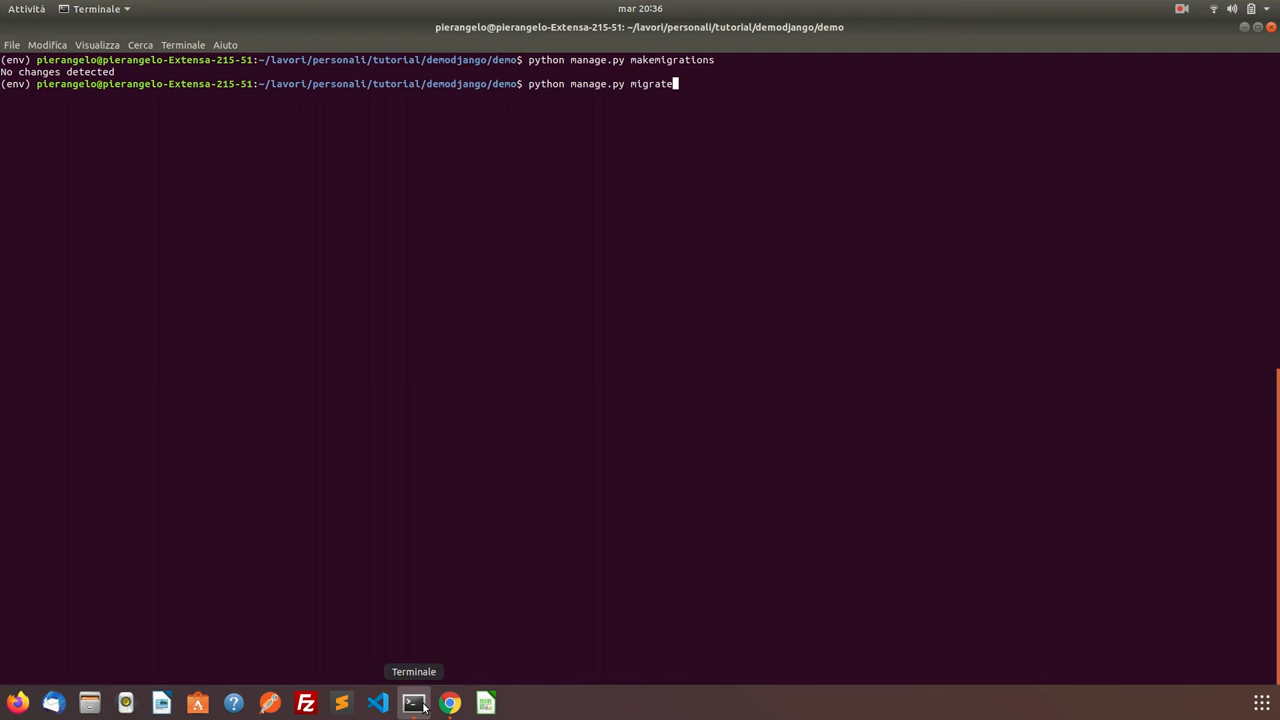 Attività
Terminale
mar 20:36
pierangelo@pierangelo-Extensa-215-51: ~/lavori/personali/tutorial/demodjango/demo
File Modifica Visualizza Cerca Terminale Aiuto
(env) pierangelo@pierangelo-Extensa-215-51:~/lavori/personali/tutorial/demodjango/demo$ python manage.py makemigrations
No changes detected
(env) pierangelo@pierangelo-Extensa-215-51:~/lavori/personali/tutorial/demodjango/demo$ python manage.py migrate
Terminale